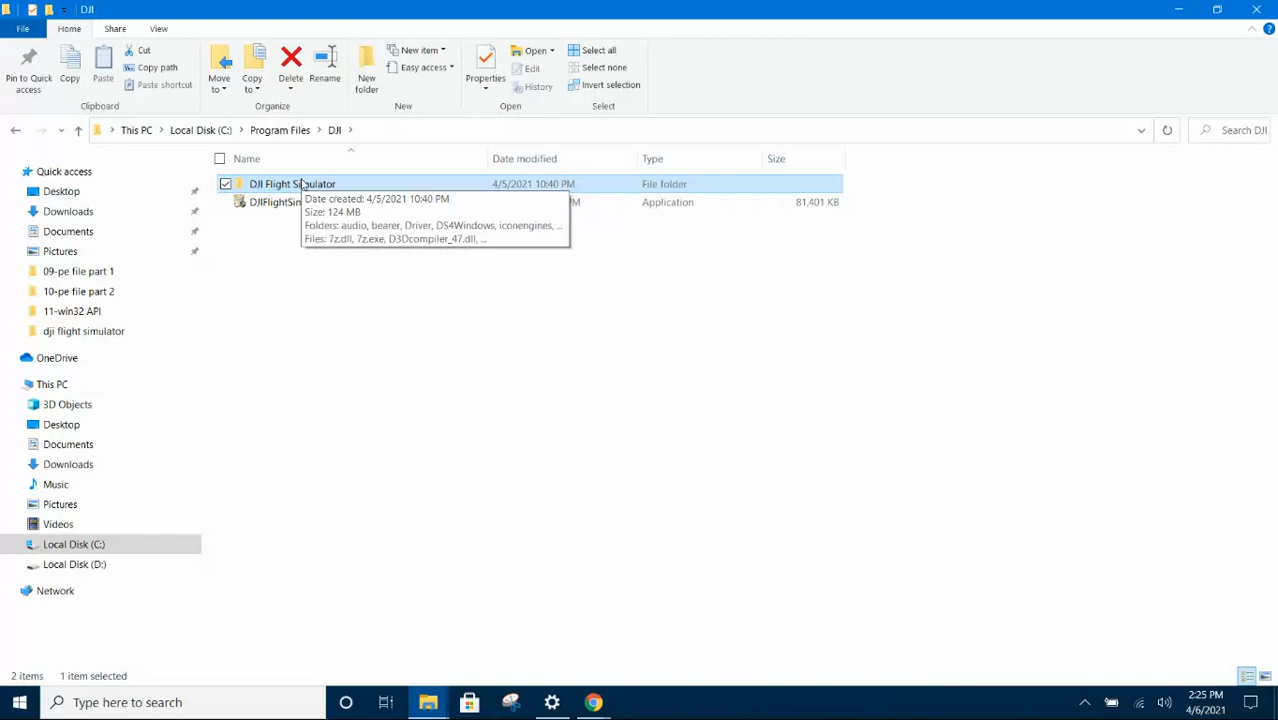 DJI
File Home Share View
Pin to Quick access
Copy
Paste
Cut
Copy path
Paste shortcut
Clipboard
Move to
Copy to
Delete
Rename
Organize
New folder
New item
Easy access
New
Properties
Open
Edit
History
Open
Select all
Select none
Invert selection
Select
This PC > Local Disk (C:) > Program Files > DJI >
Search DJI
Name Date modified Type Size
DJI Flight Simulator 4/5/2021 10:40 PM File folder
DJIFlightSim PM Application 81,401 KB
Date created: 4/5/2021 10:40 PM
Size: 124 MB
Folders: audio, bearer, Driver, DS4Windows, iconengines, ...
Files: 7z.dll, 7z.exe, D3Dcompiler_47.dll, ...
Quick access
Desktop
Downloads
Documents
Pictures
09-pe file part 1
10-pe file part 2
11-win32 API
dji flight simulator
OneDrive
This PC
3D Objects
Desktop
Documents
Downloads
Music
Pictures
Videos
Local Disk (C:)
Local Disk (D:)
Network
2 items 1 item selected
Type here to search
2:25 PM
4/6/2021